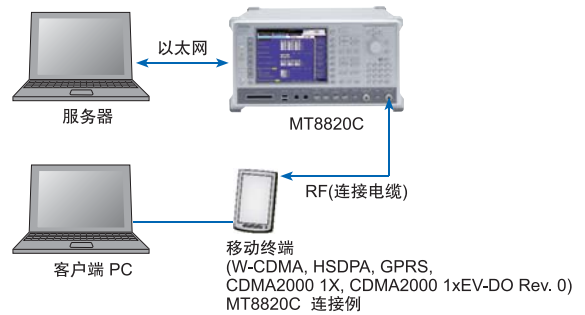 以太网
服务器
MT8820C
RF(连接电缆)
客户端 PC
移动终端
(W-CDMA, HSDPA, GPRS,
CDMA2000 1X, CDMA2000 1xEV-DO Rev. 0)
MT8820C 连接例